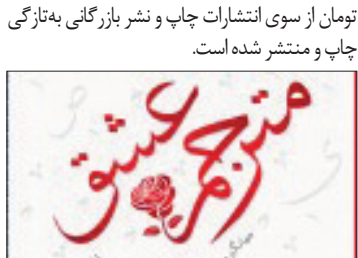 تومان از سوی انتشارات چاپ و نشر بازرگانی به‌تازگی
چاپ و منتشر شده است.
مترجم عشق